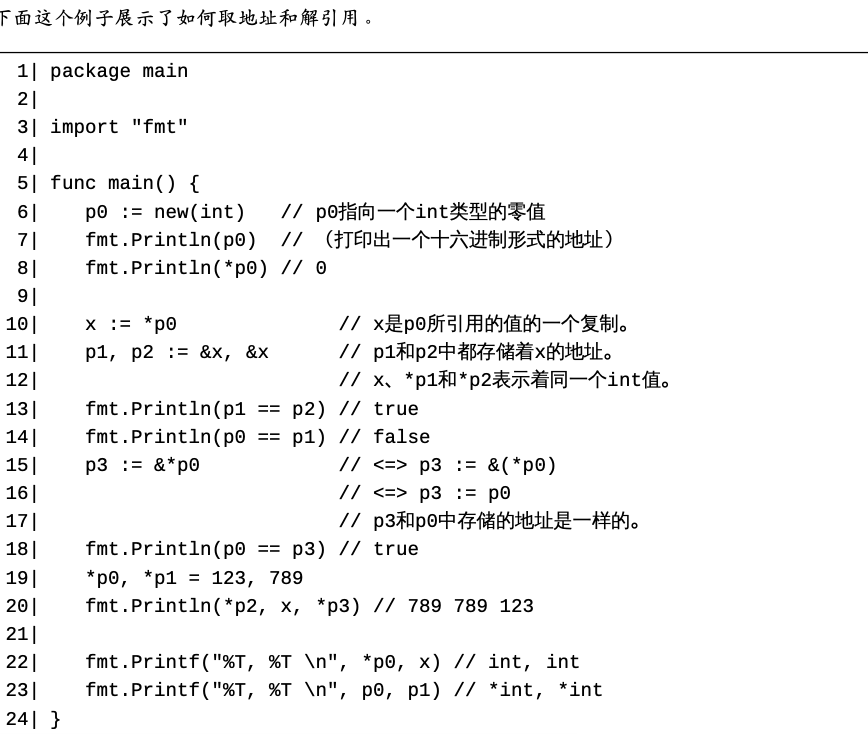 下面这个例子展示了如何取地址和解引用。
1| package main
2|
3| import "fmt"
4|
5| func main() {
6|    p0 := new(int)   // p0指向一个int类型的零值
7|    fmt.Println(p0)  // （打印出一个十六进制形式的地址）
8|    fmt.Println(*p0) // 0
9|
10|    x := *p0              // x是p0所引用的值的一个复制。
11|    p1, p2 := &x, &x      // p1和p2中都存储着x的地址。
12|                          // x、*p1和*p2表示着同一个int值。
13|    fmt.Println(p1 == p2) // true
14|    fmt.Println(p0 == p1) // false
15|    p3 := &*p0            // <=> p3 := &(*p0)
16|                          // <=> p3 := p0
17|                          // p3和p0中存储的地址是一样的。
18|    fmt.Println(p0 == p3) // true
19|    *p0, *p1 = 123, 789
20|    fmt.Println(*p2, x, *p3) // 789 789 123
21|
22|    fmt.Printf("%T, %T \n", *p0, x) // int, int
23|    fmt.Printf("%T, %T \n", p0, p1) // *int, *int
24| }